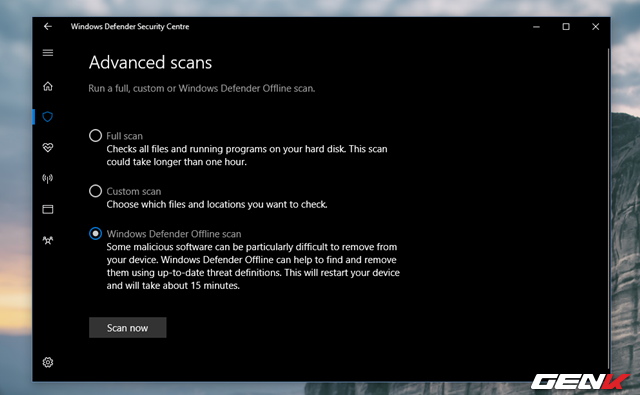 Windows Defender Security Centre
Advanced scans
Run a full, custom or Windows Defender Offline scan.
Full scan
Checks all files and running programs on your hard disk. This scan
could take longer than one hour.
Custom scan
Choose which files and locations you want to check.
Windows Defender Offline scan
Some malicious software can be particularly difficult to remove from
your device. Windows Defender Offline can help to find and remove
them using up-to-date threat definitions. This will restart your device
and will take about 15 minutes.
Scan now
GENK